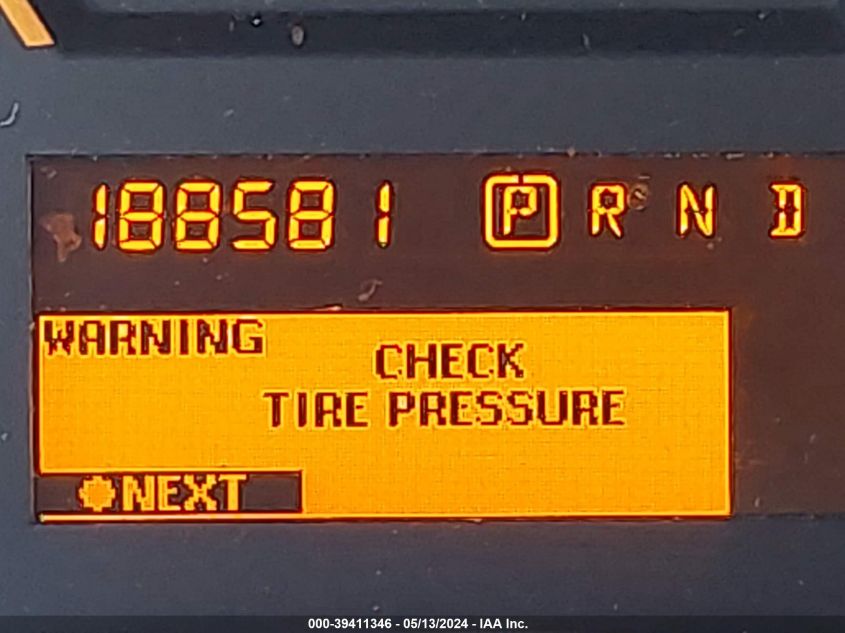 188581 P R N D
WARNING
CHECK
TIRE PRESSURE
NEXT
000-39411346 - 05/13/2024 - IAA Inc.